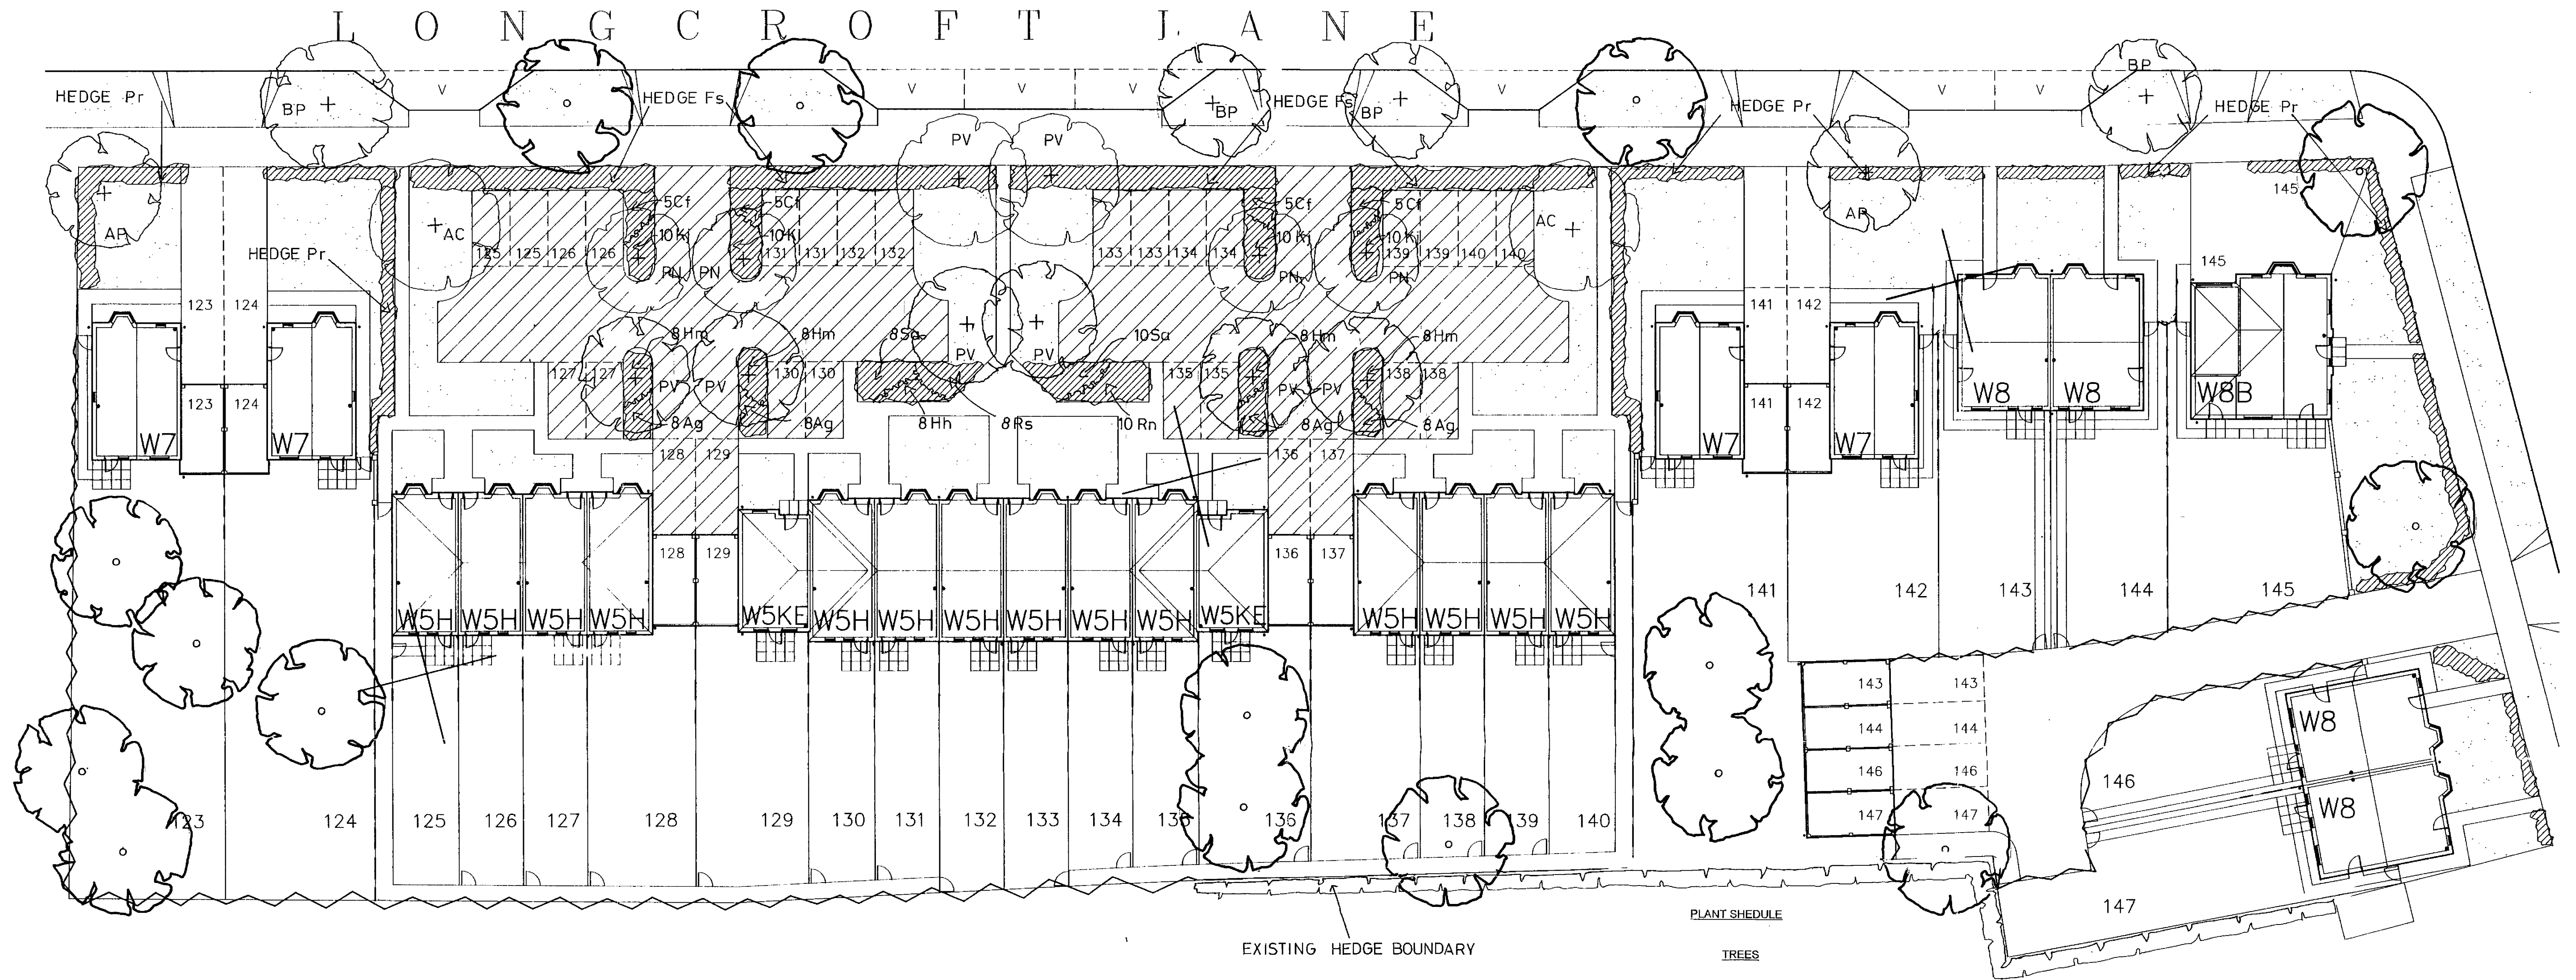 LONGCROFT LANE
HEDGE Pr
BP
V
HEDGE Fs
V
V
BP
HEDGE Fs
BP
V
HEDGE Pr
V
V
BP
HEDGE Pr
PV
PV
AP
AC
5Cf
5Cf
5Cf
5Cf
AC
AP
145
HEDGE Pr
125 125 126 126
10Kj
10Kj
131 131 132 132
133 133 134 134
10Kj
10Kj
139 139 140 140
PN
PN
PN
PN
145
123 124
141 142
8Hm
8Hm
8Sa
10Sa
8Hm
8Hm
PV
PV
127 127
PV
PV
130 130
135 135
PV
PV
138 138
123 124
141 142
W8
W8
W8B
8Ag
8Ag
8Hh
8Rs
10Rn
8Ag
8Ag
W7
W7
W7
W7
128 129
136 137
128 129
136 137
W5H
W5H
W5H
W5H
W5KE
W5H
W5H
W5H
W5H
W5H
W5H
W5KE
W5H
W5H
W5H
W5H
141
142
143
144
145
143 143
144 144
146 146
147 147
W8
W8
146
123
124
125
126
127
128
129
130
131
132
133
134
135
136
137
138
139
140
147
PLANT SHEDULE
EXISTING HEDGE BOUNDARY
TREES